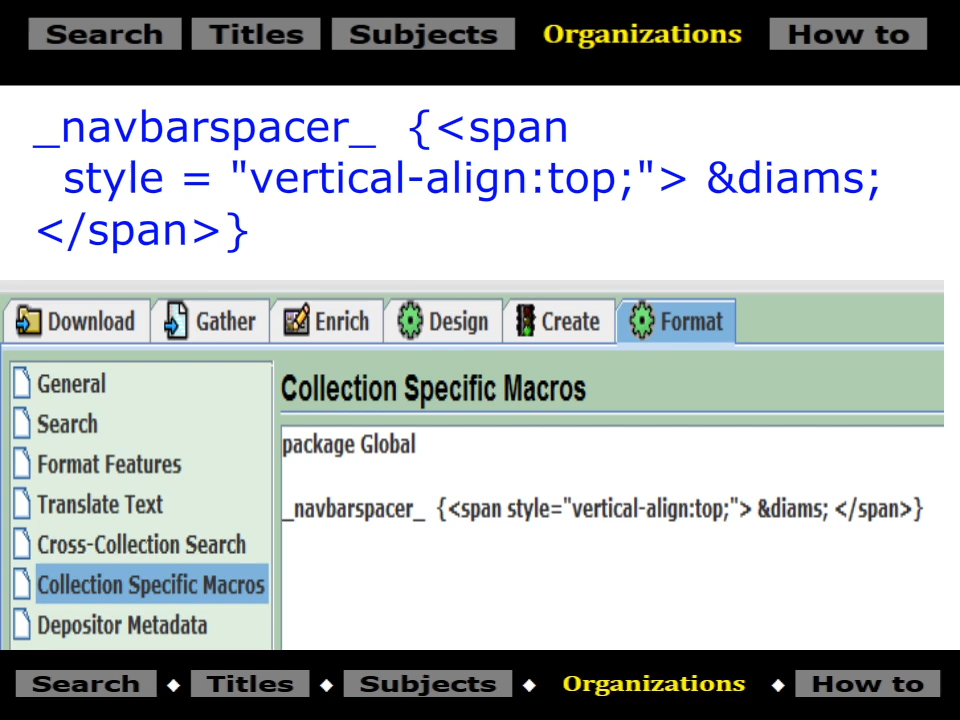 Search Titles Subjects Organizations How to
_navbarspacer_ {<span
style = "vertical-align:top;"> &diams;
</span>}
Download Gather Enrich Design Create Format
General
Search
Format Features
Translate Text
Cross-Collection Search
Collection Specific Macros
Depositor Metadata
Collection Specific Macros
package Global
_navbarspacer_ {<span style="vertical-align:top;"> &diams; </span>}
Search ◆ Titles ◆ Subjects ◆ Organizations ◆ How to